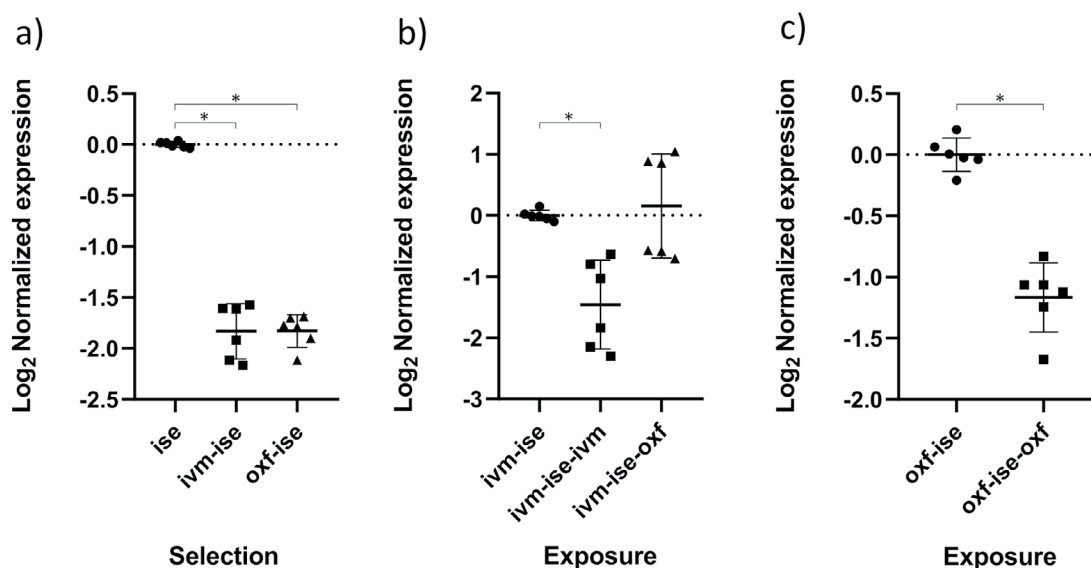 a)
Log₂ Normalized expression
0.5
0.0
-0.5
-1.0
-1.5
-2.0
-2.5
*
*
ise
ivm-ise
oxf-ise
Selection
b)
Log₂ Normalized expression
2
1
0
-1
-2
-3
*
ivm-ise
ivm-ise-ivm
ivm-ise-oxf
Exposure
c)
Log₂ Normalized expression
0.5
0.0
-0.5
-1.0
-1.5
-2.0
*
oxf-ise
oxf-ise-oxf
Exposure